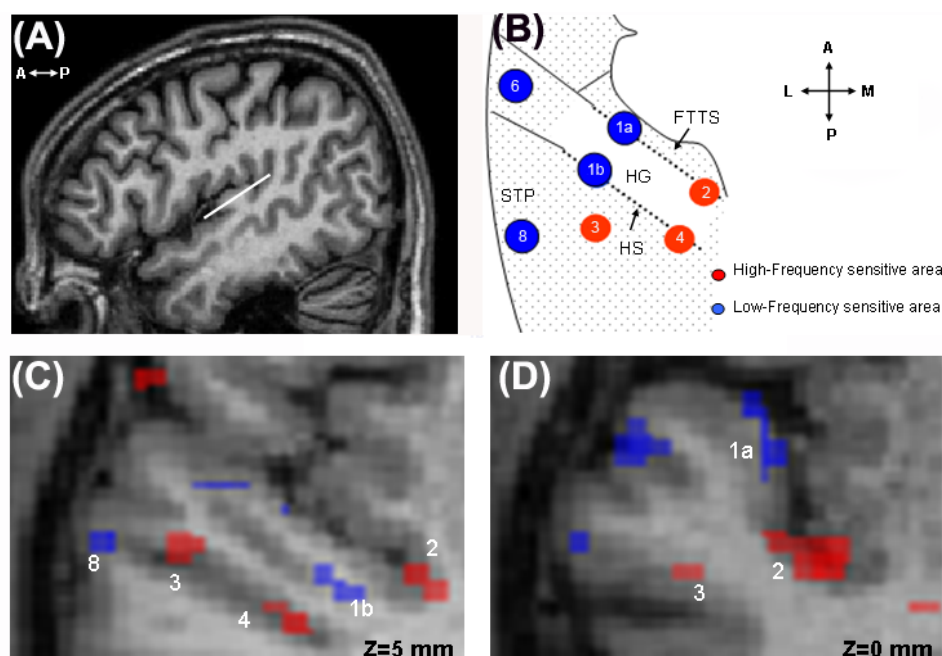 (A)
A P
(B)
6
1a
FTTS
1b
HG
2
STP
8
3
4
HS
A
L M
P
High-Frequency sensitive area
Low-Frequency sensitive area
(C)
8
3
4
1b
2
Z=5 mm
(D)
1a
2
3
Z=0 mm